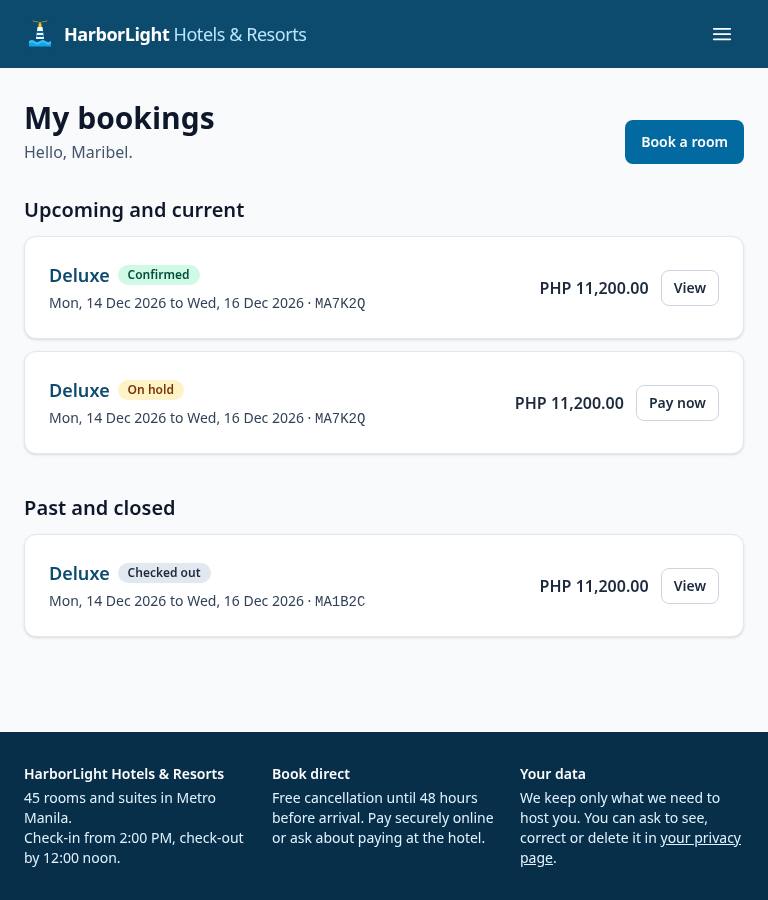 HarborLight Hotels & Resorts
My bookings
Hello, Maribel.
Book a room
Upcoming and current
Deluxe Confirmed
Mon, 14 Dec 2026 to Wed, 16 Dec 2026 · MA7K2Q
PHP 11,200.00 View
Deluxe On hold
Mon, 14 Dec 2026 to Wed, 16 Dec 2026 · MA7K2Q
PHP 11,200.00 Pay now
Past and closed
Deluxe Checked out
Mon, 14 Dec 2026 to Wed, 16 Dec 2026 · MA1B2C
PHP 11,200.00 View
HarborLight Hotels & Resorts
45 rooms and suites in Metro
Manila.
Check-in from 2:00 PM, check-out
by 12:00 noon.
Book direct
Free cancellation until 48 hours
before arrival. Pay securely online
or ask about paying at the hotel.
Your data
We keep only what we need to
host you. You can ask to see,
correct or delete it in your privacy
page.